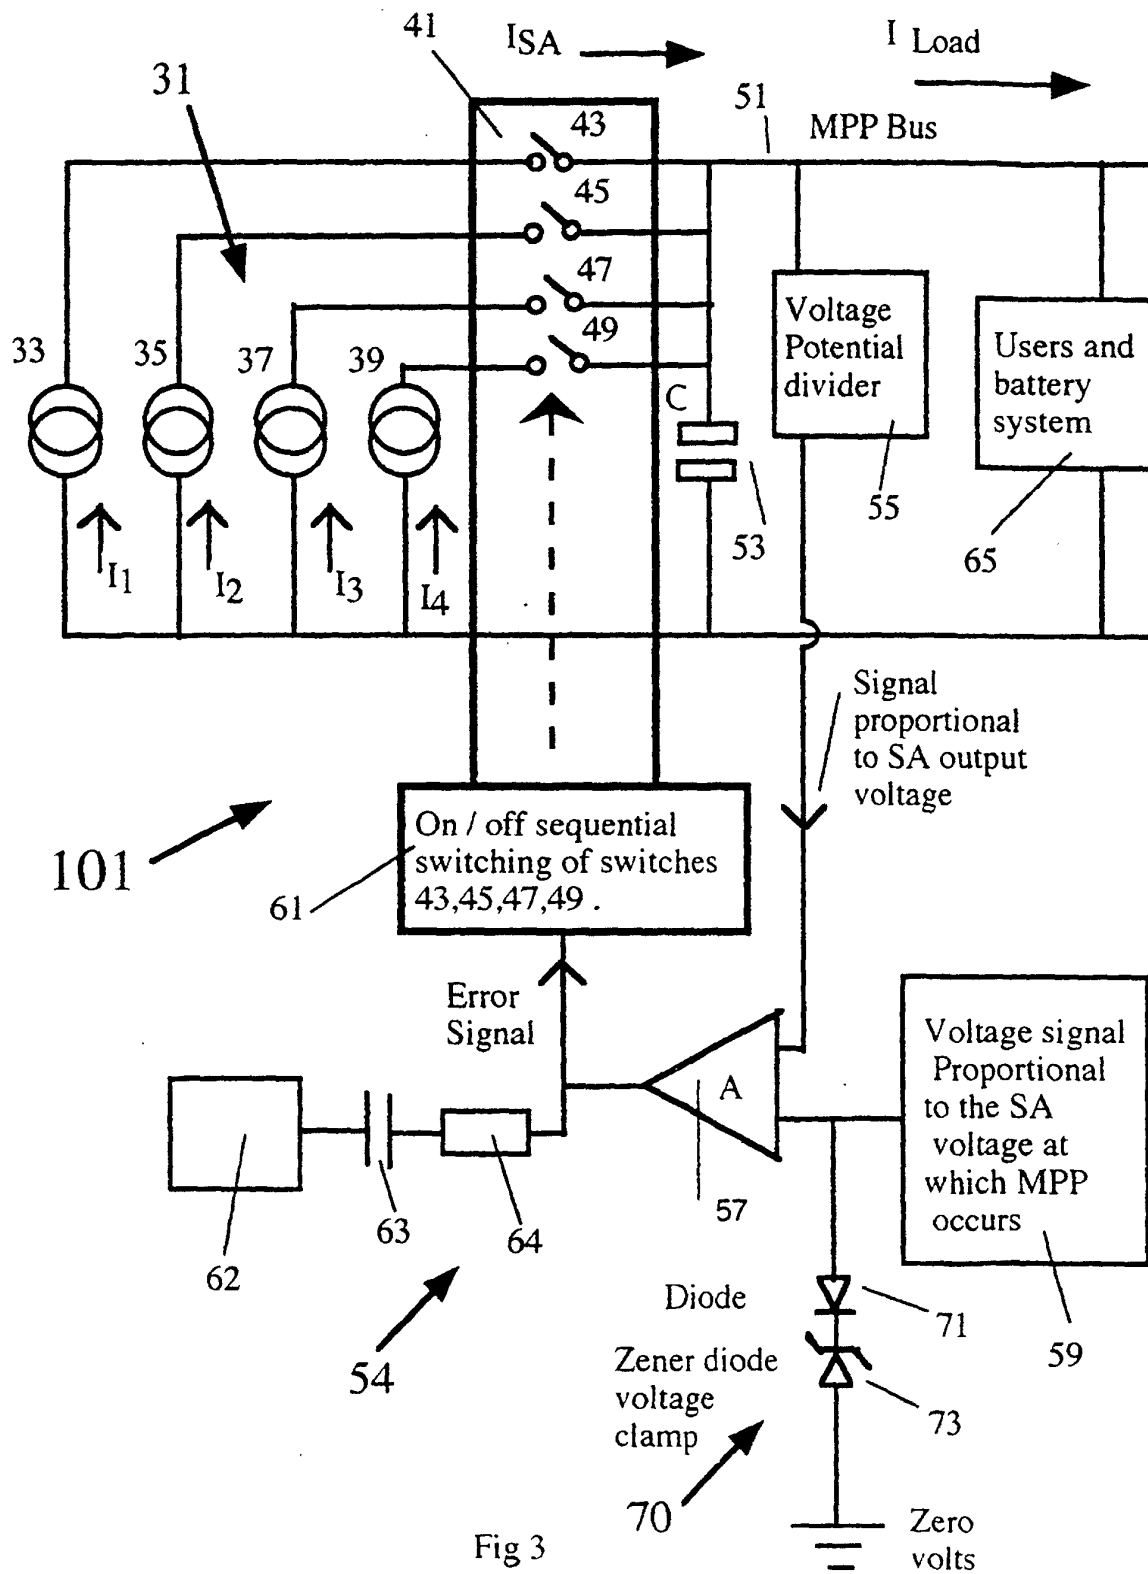 41
ISA
I Load
31
43
51
MPP Bus
45
47
49
33
35
37
39
C
Voltage
Potential
divider
Users and
battery
system
55
53
65
I1
I2
I3
I4
Signal
proportional
to SA output
voltage
101
On / off sequential
switching of switches
43,45,47,49 .
61
Error
Signal
A
57
Voltage signal
Proportional
to the SA
voltage at
which MPP
occurs
62
63
64
54
Diode
71
59
Zener diode
voltage
clamp
73
70
Zero
volts
Fig 3